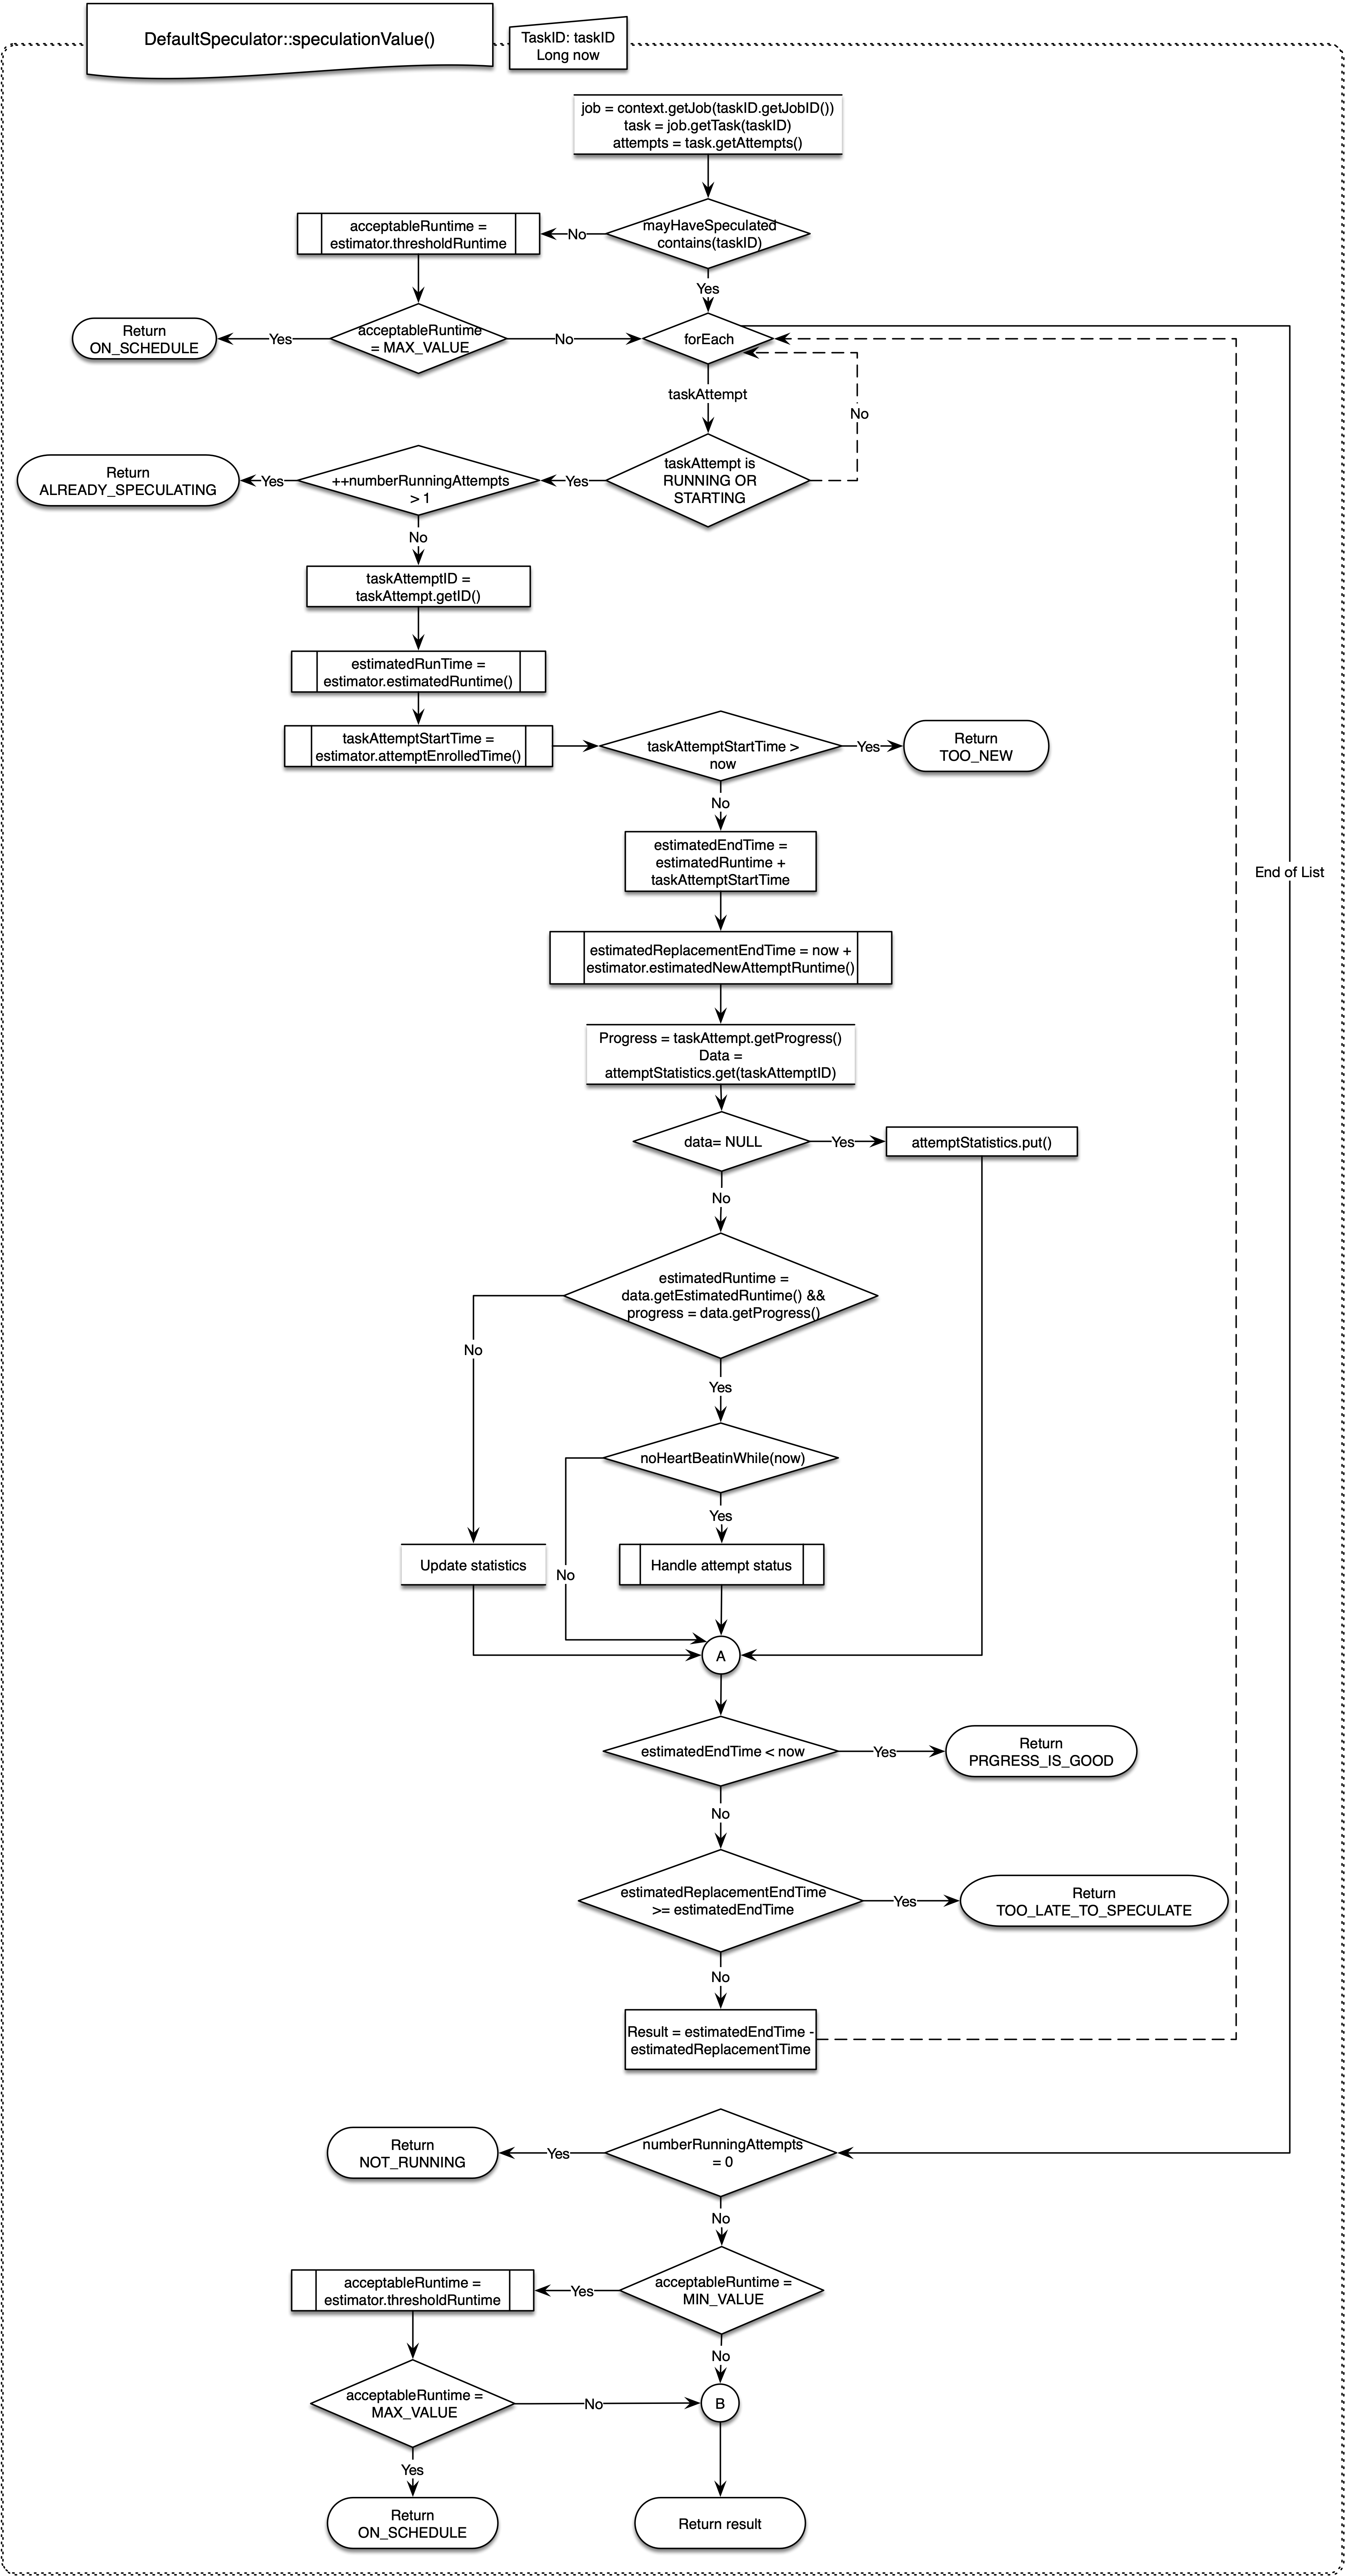 DefaultSpeculator::speculationValue()
TaskID: taskID
Long now
job = context.getJob(taskID.getJobID())
task = job.getTask(taskID)
attempts = task.getAttempts()
mayHaveSpeculated
contains(taskID)
No
acceptableRuntime =
estimator.thresholdRuntime
Yes
acceptableRuntime
= MAX_VALUE
Yes
Return
ON_SCHEDULE
No
forEach
taskAttempt
No
taskAttempt is
RUNNING OR
STARTING
Yes
++numberRunningAttempts
> 1
Yes
Return
ALREADY_SPECULATING
No
taskAttemptID =
taskAttempt.getID()
estimatedRunTime =
estimator.estimatedRuntime()
taskAttemptStartTime =
estimator.attemptEnrolledTime()
taskAttemptStartTime >
now
Yes
Return
TOO_NEW
No
estimatedEndTime =
estimatedRuntime +
taskAttemptStartTime
End of List
estimatedReplacementEndTime = now +
estimator.estimatedNewAttemptRuntime()
Progress = taskAttempt.getProgress()
Data =
attemptStatistics.get(taskAttemptID)
data= NULL
Yes
attemptStatistics.put()
No
estimatedRuntime =
data.getEstimatedRuntime() &&
progress = data.getProgress()
No
Yes
noHeartBeatinWhile(now)
Yes
Update statistics
No
Handle attempt status
A
estimatedEndTime < now
Yes
Return
PRGRESS_IS_GOOD
No
estimatedReplacementEndTime
>= estimatedEndTime
Yes
Return
TOO_LATE_TO_SPECULATE
No
Result = estimatedEndTime -
estimatedReplacementTime
numberRunningAttempts
= 0
Yes
Return
NOT_RUNNING
No
acceptableRuntime =
MIN_VALUE
Yes
acceptableRuntime =
estimator.thresholdRuntime
No
acceptableRuntime =
MAX_VALUE
No
B
Yes
Return
ON_SCHEDULE
Return result